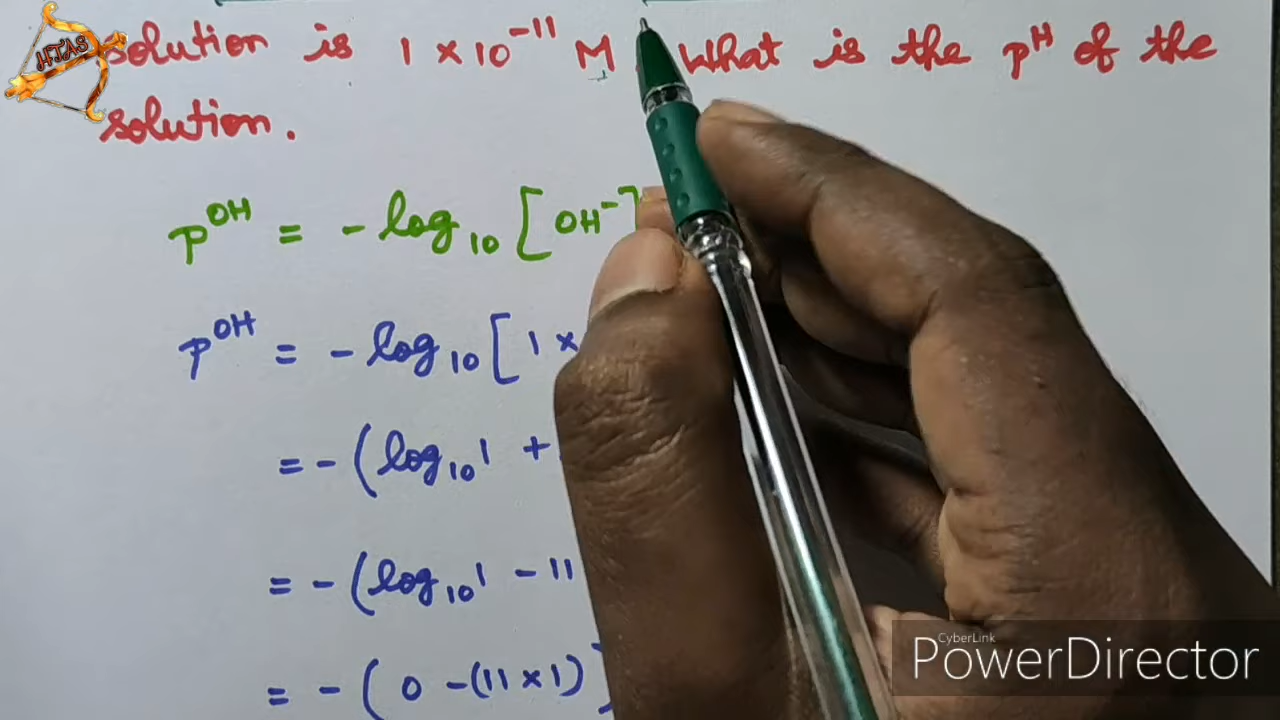 HTAS
solution is 1 × 10⁻¹¹ M. What is the pᴴ of the
solution.
pᴼᴴ = - log₁₀ [OH⁻]
pᴼᴴ = - log₁₀ [1 ×
= - (log₁₀1 +
= - (log₁₀1 - 11
= - (0 - (11 × 1)
CyberLink
PowerDirector